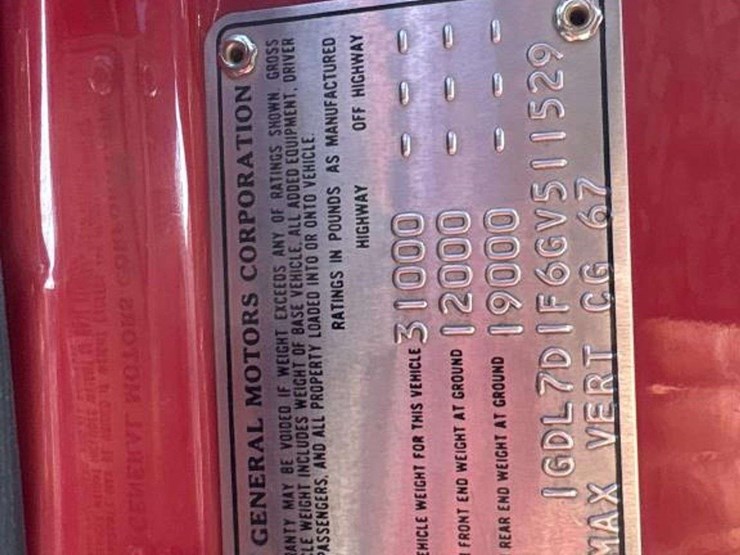 GENERAL MOTORS CORPORATION
RANTY MAY BE VOIDED IF WEIGHT EXCEEDS ANY OF RATINGS SHOWN. GROSS
CLE WEIGHT INCLUDES WEIGHT OF BASE VEHICLE, ALL ADDED EQUIPMENT, DRIVER
PASSENGERS, AND ALL PROPERTY LOADED INTO OR ONTO VEHICLE.
RATINGS IN POUNDS AS MANUFACTURED
HIGHWAY OFF HIGHWAY
EHICLE WEIGHT FOR THIS VEHICLE 31000 - - -
FRONT END WEIGHT AT GROUND 12000 - - -
REAR END WEIGHT AT GROUND 19000 - - -
1GDL7D1F6GV511529
MAX VERT CG 67